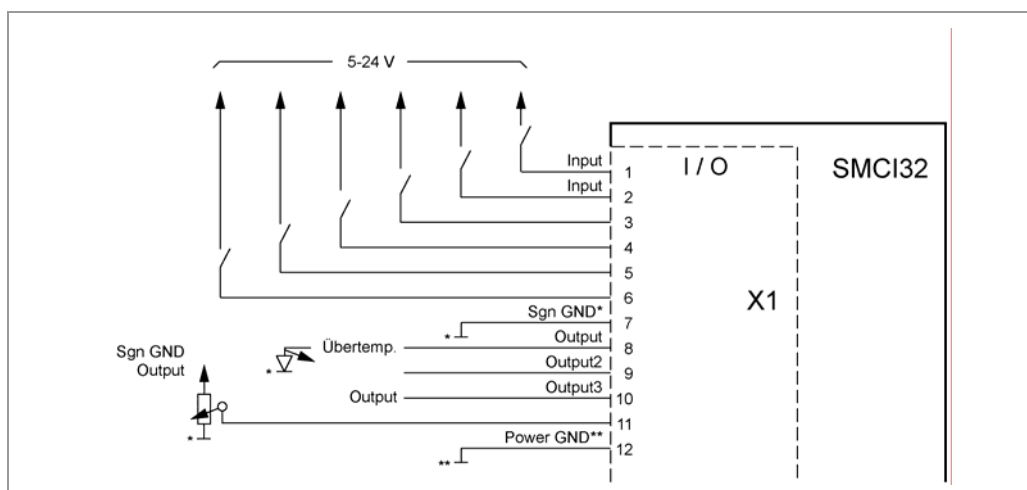 5-24 V
I / O
SMCI32
Input
1
Input
2
3
4
5
X1
6
Sgn GND*
7
*
Output
8
Übertemp.
*
Output2
9
Sgn GND
Output
Output
Output3
10
11
*
Power GND**
12
**